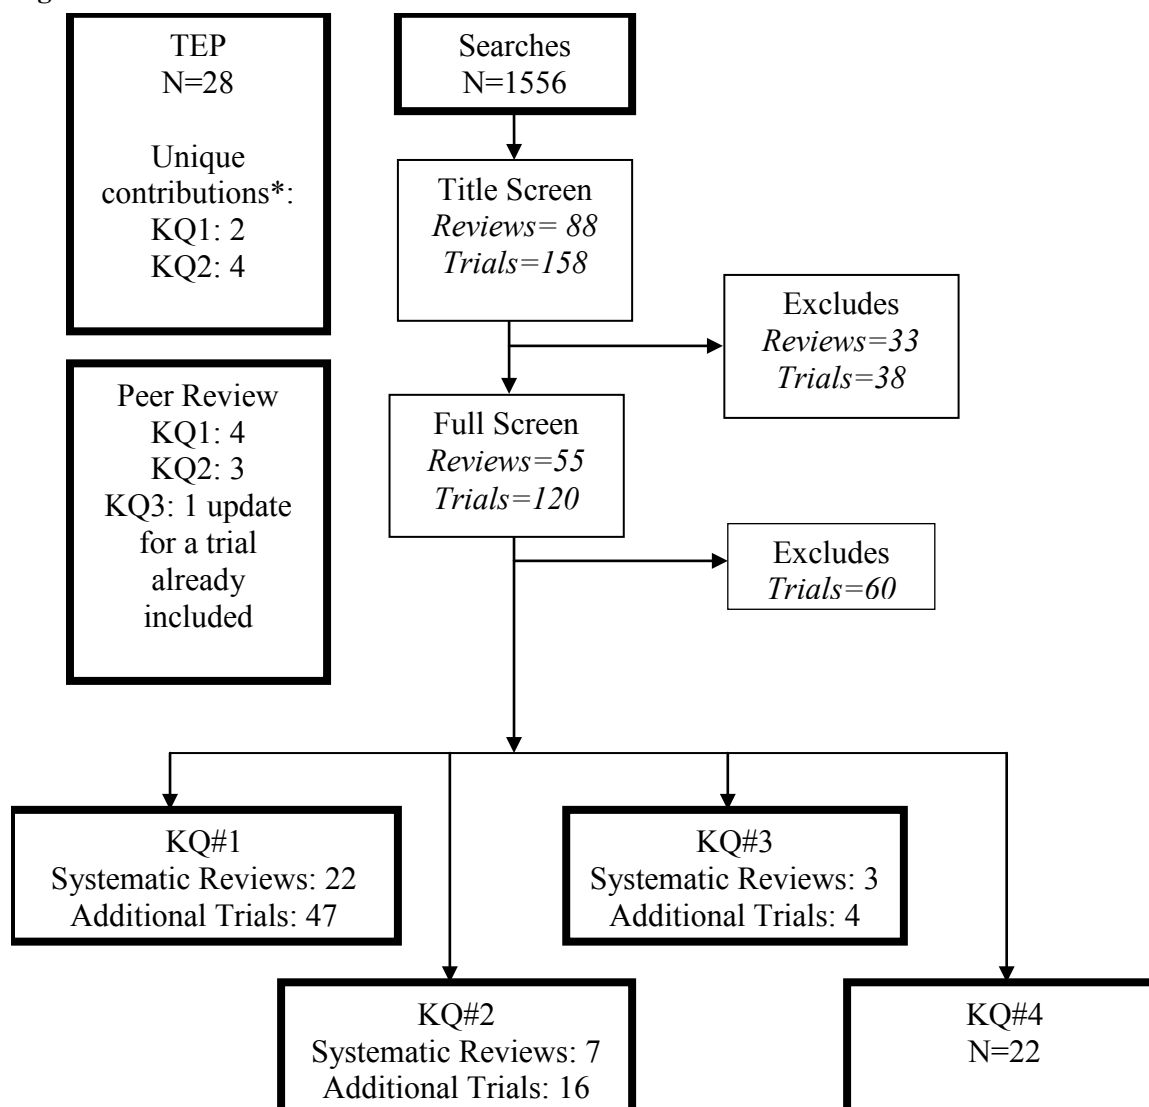 TEP
N=28
Unique
contributions*:
KQ1: 2
KQ2: 4
Searches
N=1556
Title Screen
Reviews= 88
Trials=158
Excludes
Reviews=33
Trials=38
Peer Review
KQ1: 4
KQ2: 3
KQ3: 1 update
for a trial
already
included
Full Screen
Reviews=55
Trials=120
Excludes
Trials=60
KQ#1
Systematic Reviews: 22
Additional Trials: 47
KQ#3
Systematic Reviews: 3
Additional Trials: 4
KQ#2
Systematic Reviews: 7
Additional Trials: 16
KQ#4
N=22